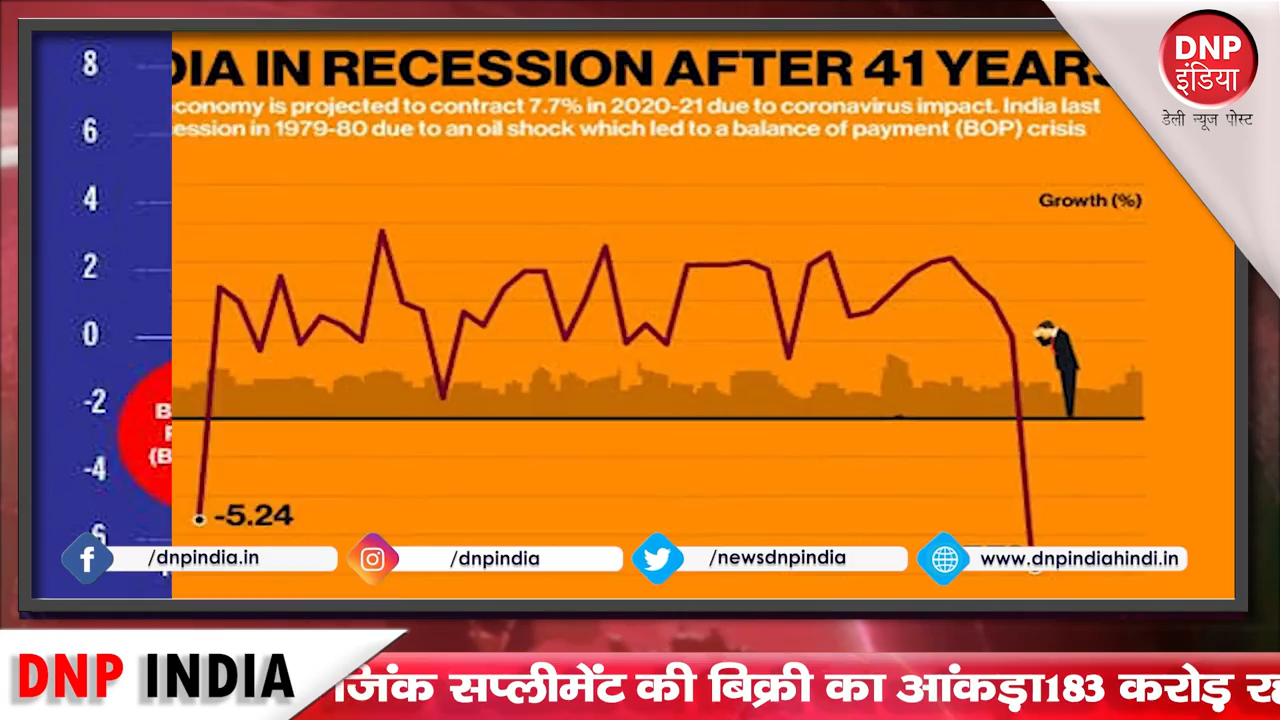 DIA IN RECESSION AFTER 41 YEARS
economy is projected to contract 7.7% in 2020-21 due to coronavirus impact. India last
ession in 1979-80 due to an oil shock which led to a balance of payment (BOP) crisis
DNP
इंडिया
डेली न्यूज पोस्ट
Growth (%)
8
6
4
2
0
-2
-4
-5.24
/dnpindia.in
/dnpindia
/newsdnpindia
www.dnpindiahindi.in
DNP INDIA
जिंक सप्लीमेंट की बिक्री का आंकड़ा183 करोड़